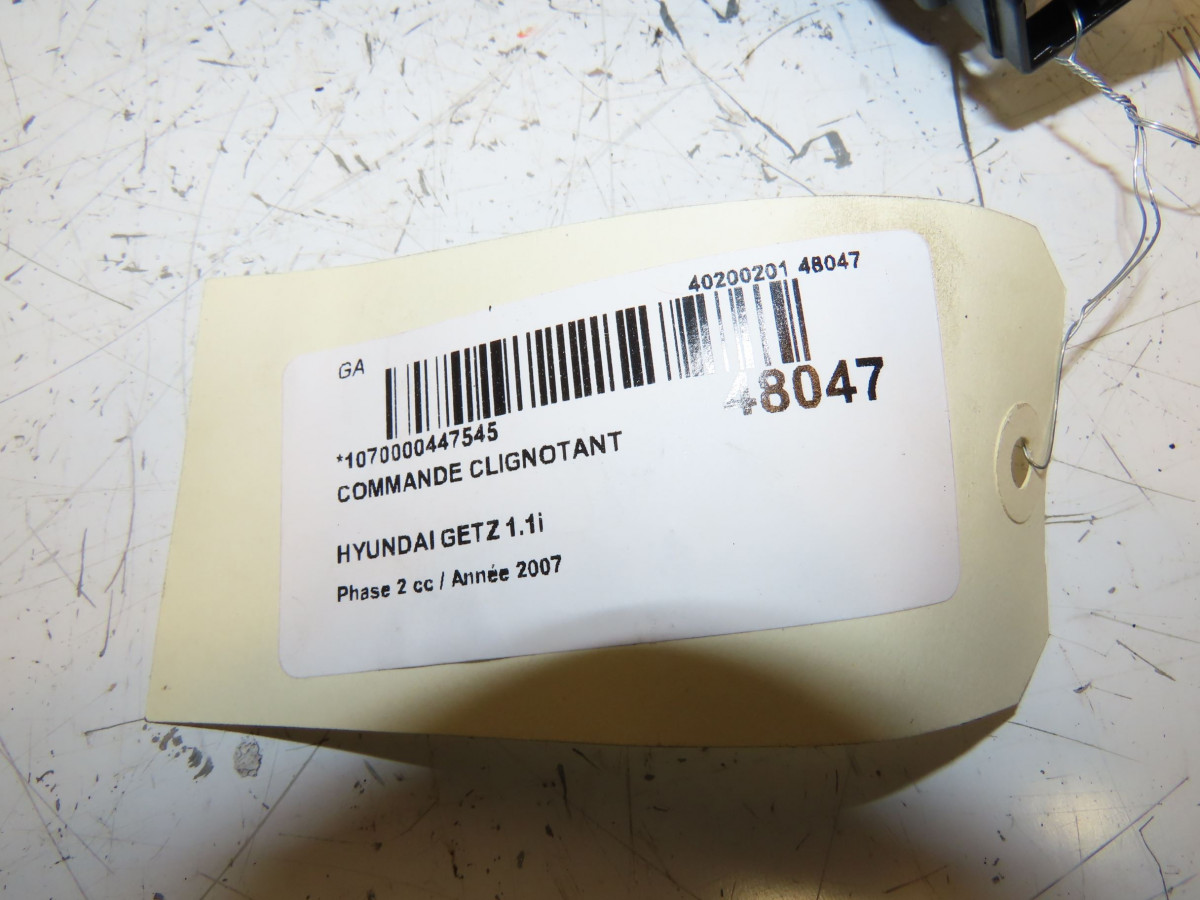 40200201 48047
GA
48047
*1070000447545
COMMANDE CLIGNOTANT
HYUNDAI GETZ 1.1i
Phase 2 cc / Année 2007